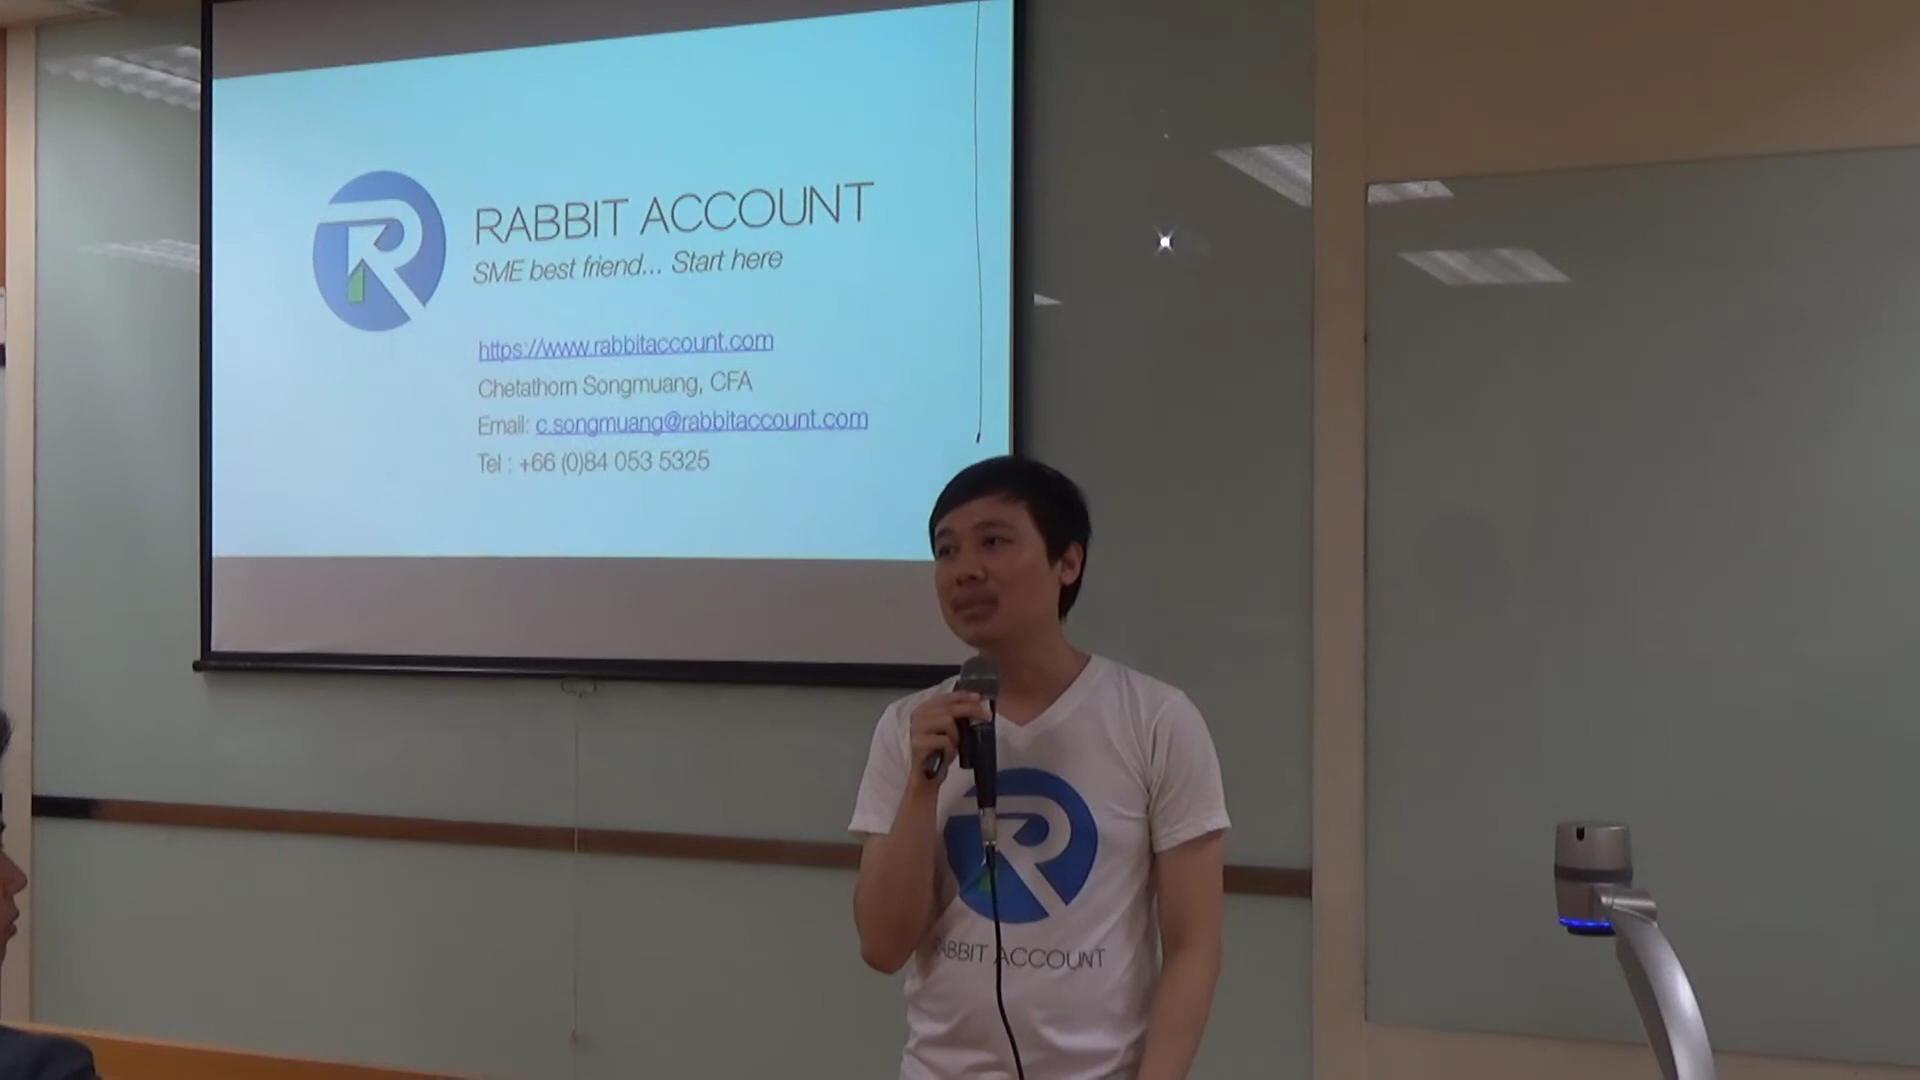 RABBIT ACCOUNT
SME best friend... Start here
https://www.rabbitaccount.com
Chetathorn Songmuang, CFA
Email: c.songmuang@rabbitaccount.com
Tel : +66 (0)84 053 5325
RABBIT ACCOUNT